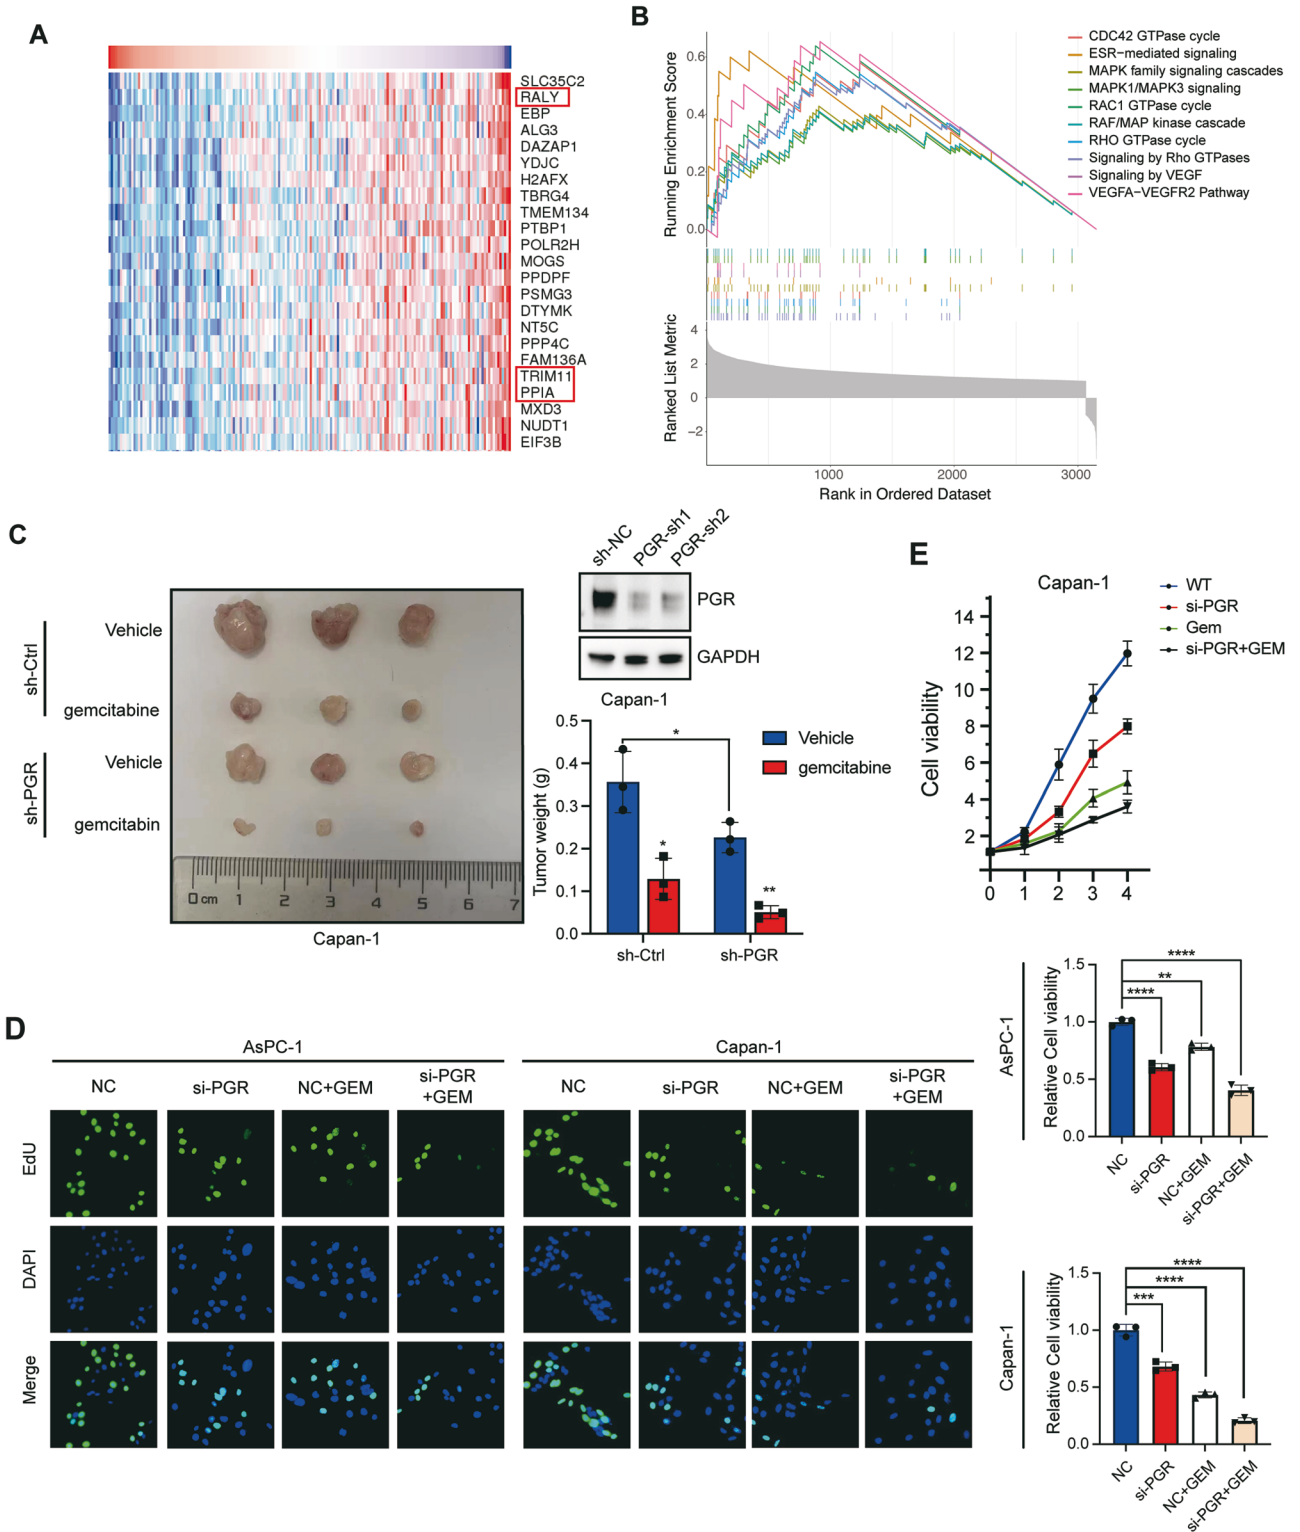 A
SLC35C2
RALY
EBP
ALG3
DAZAP1
YDJC
H2AFX
TBRG4
TMEM134
PTBP1
POLR2H
MOGS
PPDPF
PSMG3
DTYMK
NT5C
PPP4C
FAM136A
TRIM11
PPIA
MXD3
NUDT1
EIF3B
B
Running Enrichment Score
0.6
0.4
0.2
0.0
CDC42 GTPase cycle
ESR−mediated signaling
MAPK family signaling cascades
MAPK1/MAPK3 signaling
RAC1 GTPase cycle
RAF/MAP kinase cascade
RHO GTPase cycle
Signaling by Rho GTPases
Signaling by VEGF
VEGFA−VEGFR2 Pathway
Ranked List Metric
4
2
0
−2
1000
2000
3000
Rank in Ordered Dataset
C
sh-Ctrl
Vehicle
gemcitabine
sh-PGR
Vehicle
gemcitabin
0 cm 1 2 3 4 5 6 7
Capan-1
sh-NC
PGR-sh1
PGR-sh2
PGR
GAPDH
Capan-1
Tumor weight (g)
0.5
0.4
0.3
0.2
0.1
0.0
*
*
**
sh-Ctrl
sh-PGR
Vehicle
gemcitabine
E
Capan-1
Cell viability
14
12
10
8
6
4
2
0 1 2 3 4
WT
si-PGR
Gem
si-PGR+GEM
AsPC-1
Relative Cell viability
1.5
1.0
0.5
0.0
****
**
****
NC
si-PGR
NC+GEM
si-PGR+GEM
Capan-1
Relative Cell viability
1.5
1.0
0.5
0.0
****
****
***
NC
si-PGR
NC+GEM
si-PGR+GEM
D
AsPC-1
Capan-1
NC
si-PGR
NC+GEM
si-PGR
+GEM
NC
si-PGR
NC+GEM
si-PGR
+GEM
EdU
DAPI
Merge